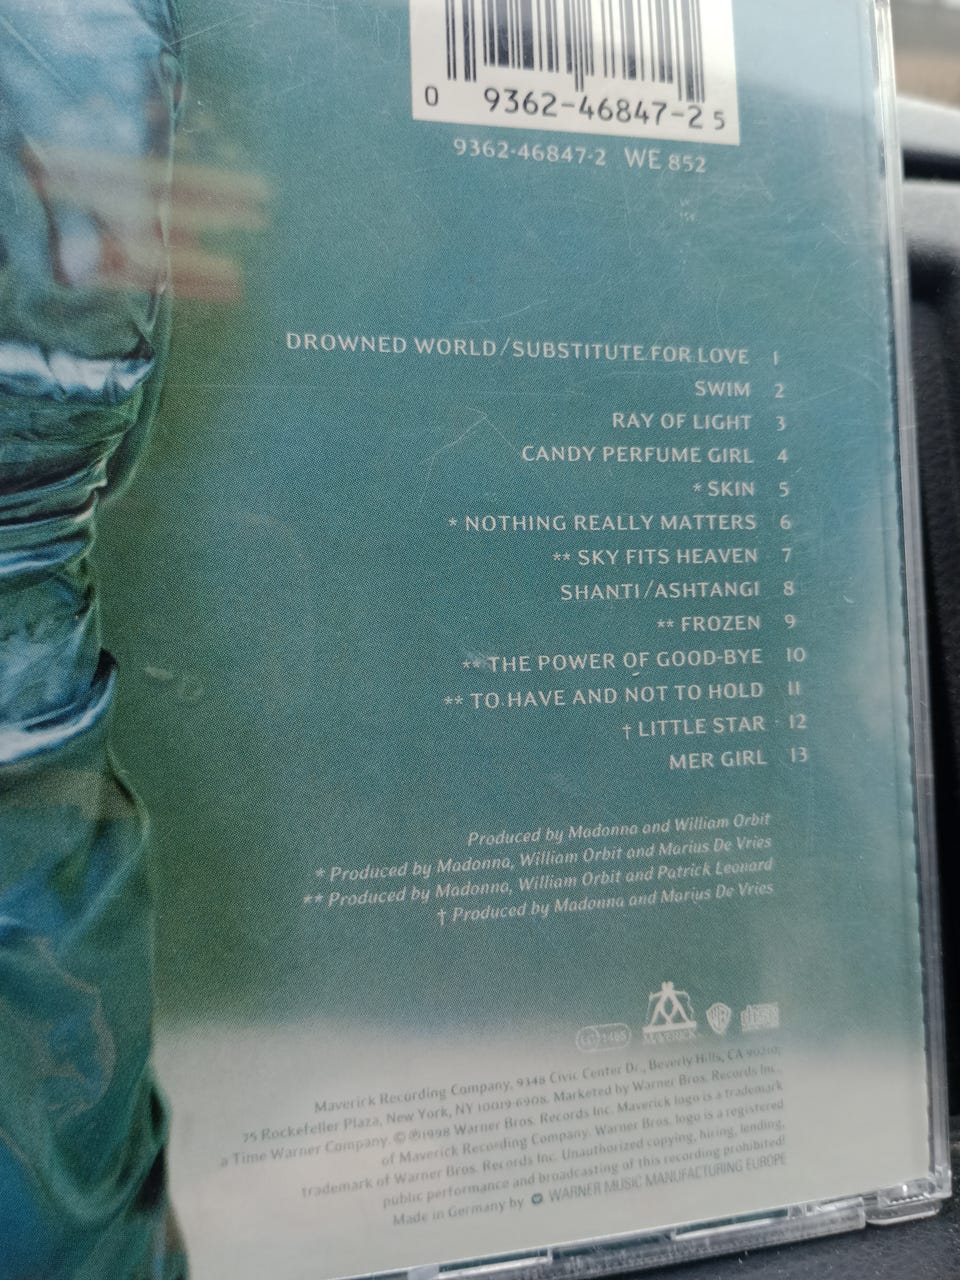 0 9362-46847-2 5
9362-46847-2 WE 852
DROWNED WORLD/SUBSTITUTE FOR LOVE 1
SWIM 2
RAY OF LIGHT 3
CANDY PERFUME GIRL 4
* SKIN 5
* NOTHING REALLY MATTERS 6
** SKY FITS HEAVEN 7
SHANTI/ASHTANGI 8
** FROZEN 9
** THE POWER OF GOOD-BYE 10
** TO HAVE AND NOT TO HOLD 11
† LITTLE STAR 12
MER GIRL 13
Produced by Madonna and William Orbit
* Produced by Madonna, William Orbit and Marius De Vries
** Produced by Madonna, William Orbit and Patrick Leonard
† Produced by Madonna and Marius De Vries
LC 1485 MAVERICK WB disc
Maverick Recording Company, 9348 Civic Center Dr., Beverly Hills, CA 90210;
75 Rockefeller Plaza, New York, NY 10019-6908. Marketed by Warner Bros. Records Inc.,
a Time Warner Company. © ℗1998 Warner Bros. Records Inc. Maverick logo is a trademark
of Maverick Recording Company. Warner Bros. logo is a registered
trademark of Warner Bros. Records Inc. Unauthorized copying, hiring, lending,
public performance and broadcasting of this recording prohibited!
Made in Germany by WARNER MUSIC MANUFACTURING EUROPE